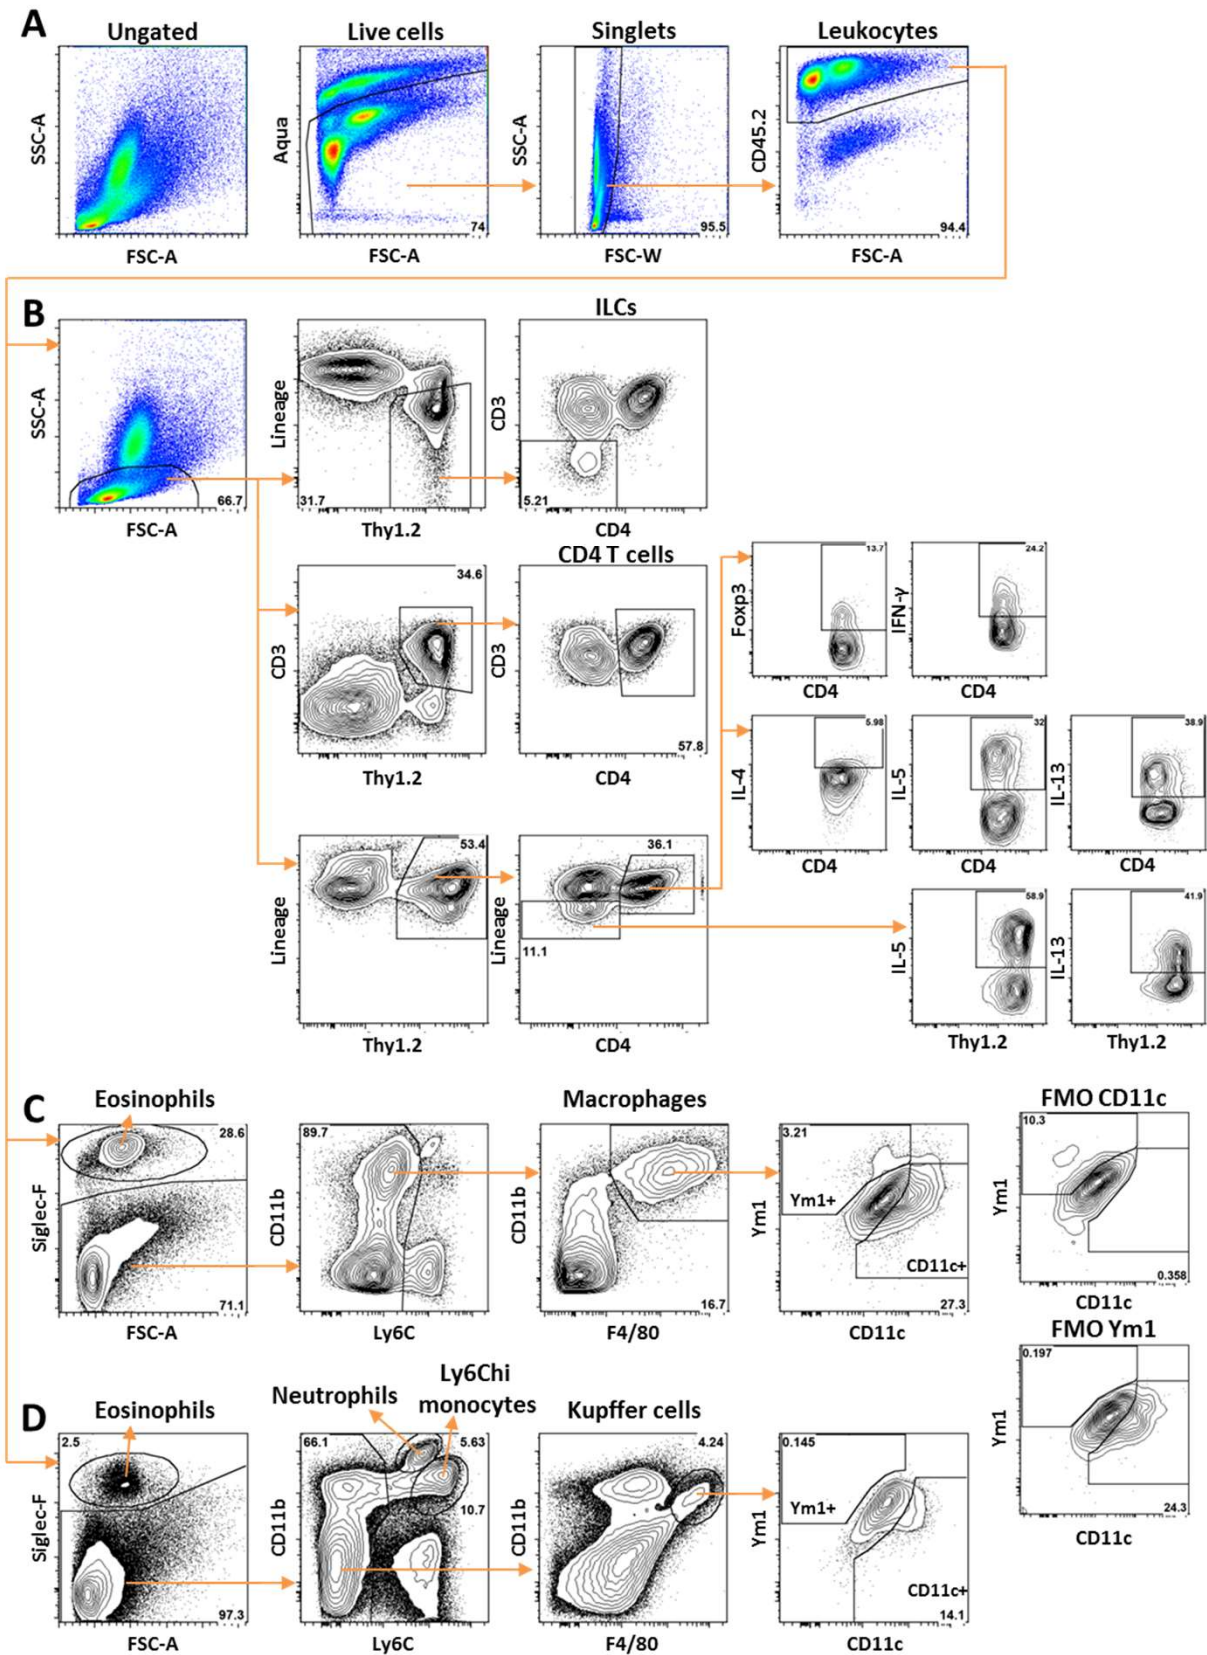 A
Ungated
Live cells
Singlets
Leukocytes
SSC-A
Aqua
SSC-A
CD45.2
74
95.5
94.4
FSC-A
FSC-A
FSC-W
FSC-A
B
ILCs
SSC-A
Lineage
CD3
66.7
31.7
5.21
FSC-A
Thy1.2
CD4
CD4 T cells
34.6
CD3
CD3
57.8
Thy1.2
CD4
13.7
24.2
Foxp3
IFN-γ
CD4
CD4
5.98
32
38.9
IL-4
IL-5
IL-13
CD4
CD4
CD4
53.4
36.1
Lineage
Lineage
11.1
Thy1.2
CD4
58.9
41.9
IL-5
IL-13
Thy1.2
Thy1.2
C
Eosinophils
Macrophages
FMO CD11c
28.6
89.7
3.21
10.3
Siglec-F
CD11b
CD11b
Ym1
Ym1+
Ym1
CD11c+
71.1
16.7
27.3
0.358
FSC-A
Ly6C
F4/80
CD11c
CD11c
FMO Ym1
0.197
Ym1
24.3
CD11c
D
Eosinophils
Neutrophils
Ly6Chi
monocytes
Kupffer cells
2.5
66.1
5.63
4.24
0.145
Siglec-F
CD11b
10.7
CD11b
Ym1
Ym1+
CD11c+
97.3
14.1
FSC-A
Ly6C
F4/80
CD11c